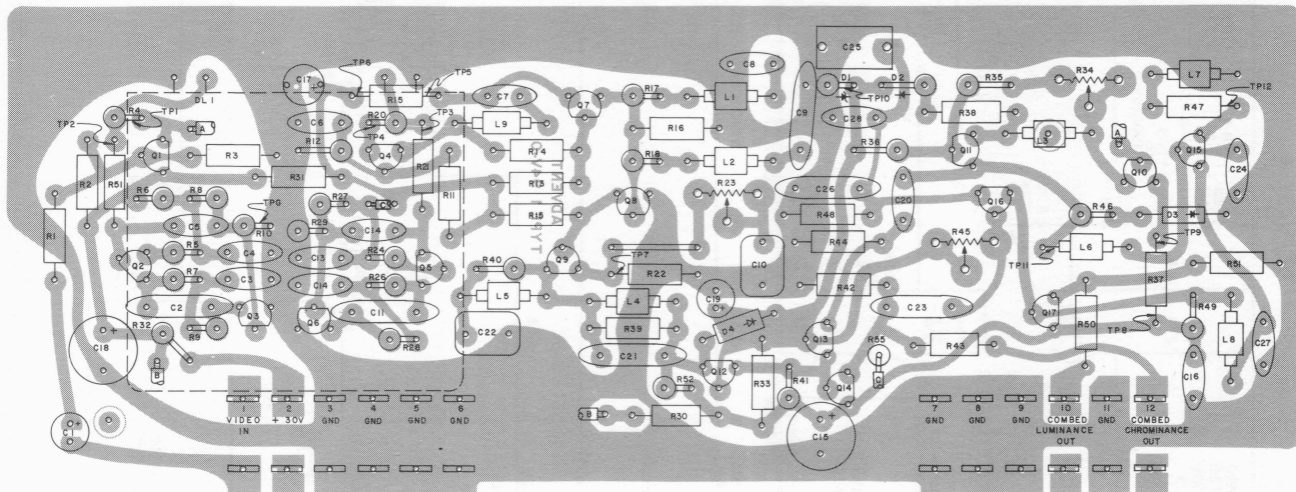 C25
C8
R34
L7
TP6
C17
TP5
D1
D2
R35
TP12
DL1
R15
C7
Q7
R17
L1
TP10
R47
R4
TP1
R20
TP3
C9
C28
R38
TP2
A
C6
L9
R16
A
L3
TP4
R12
R14
R36
Q11
Q15
Q1
R3
Q4
R18
L2
Q10
C24
R2
R51
R31
R21
R11
R13
R23
C26
R6
R8
R27
C
Q8
C20
Q16
TPG
R15
R48
R46
D3
R1
C5
R10
R29
C14
TYPE 14V3
ADVENT
R44
R45
L6
TP9
R5
C4
C13
R24
TP7
TP11
Q2
Q5
R40
Q9
R22
C10
R37
R51
R7
C3
C14
R26
R42
C2
Q3
Q6
C11
L5
L4
C19
C23
Q17
R50
R49
R32
R9
C22
R39
D4
TP8
C18
R28
Q13
R55
R43
L8
C27
C21
Q12
B
R52
R33
R41
Q14
C
C16
1
2
3
4
5
6
B
R30
C15
7
8
9
10
11
12
VIDEO IN
+ 30V
GND
GND
GND
GND
GND
GND
GND
COMBED LUMINANCE OUT
GND
COMBED CHROMINANCE OUT
C1